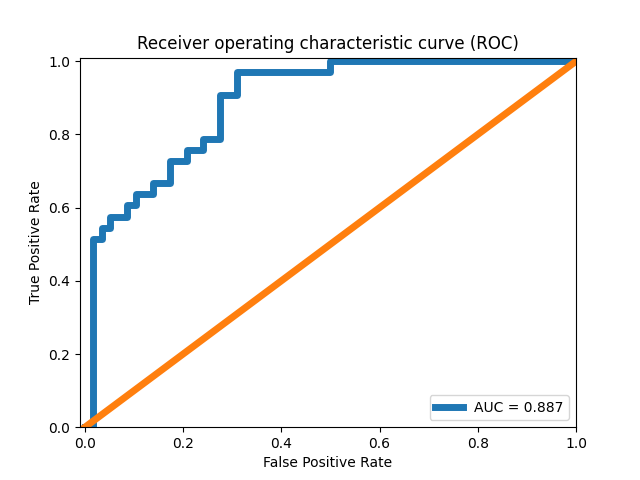 Receiver operating characteristic curve (ROC)
1.0
0.8
0.6
0.4
0.2
0.0
True Positive Rate
AUC = 0.887
0.0 0.2 0.4 0.6 0.8 1.0
False Positive Rate